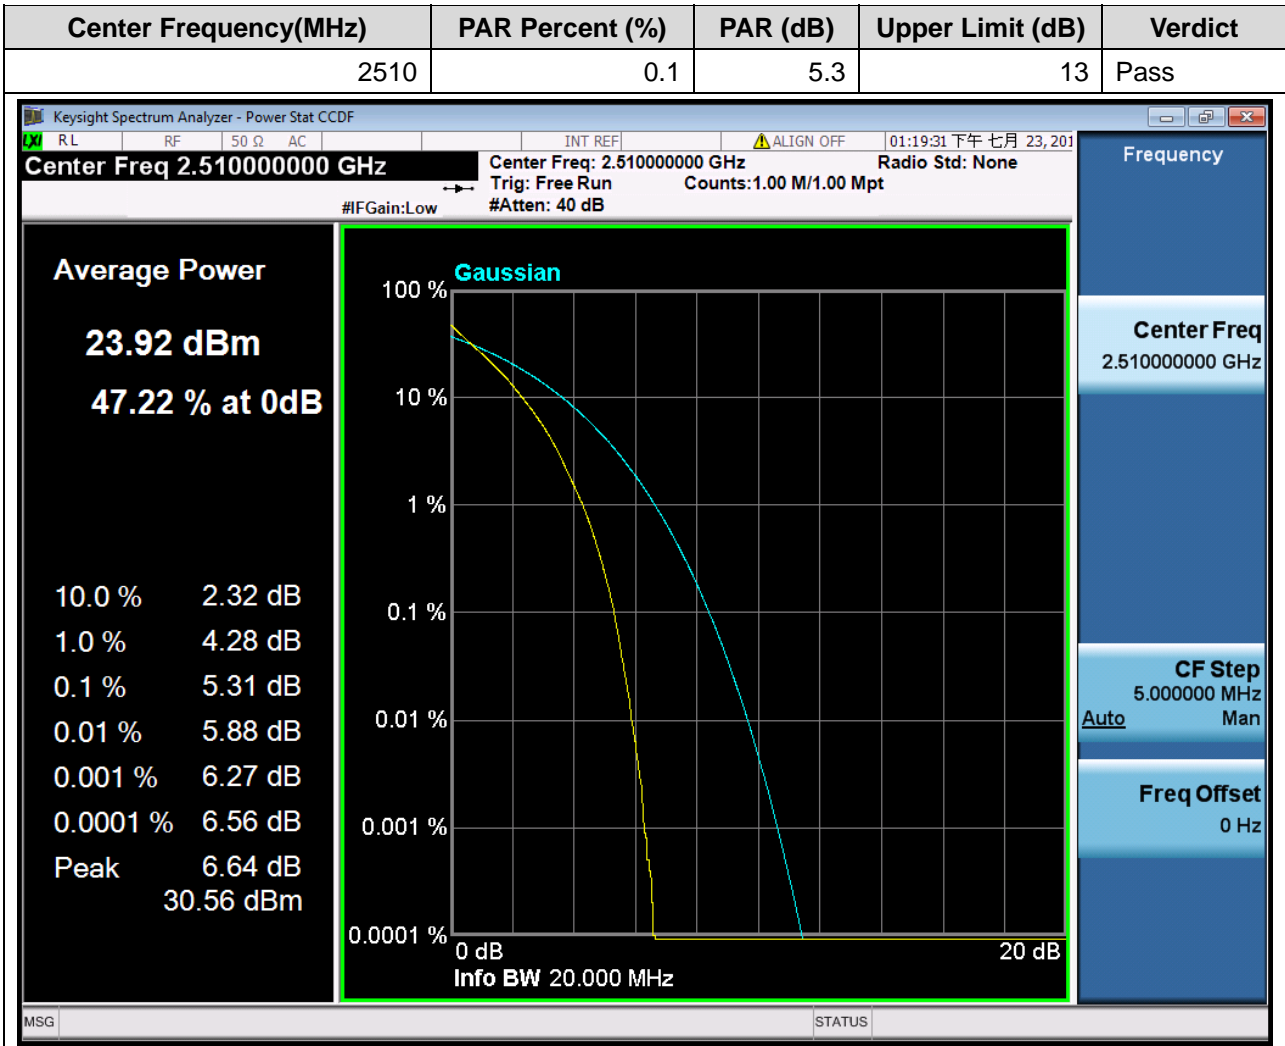 Center Frequency(MHz) PAR Percent (%) PAR (dB) Upper Limit (dB) Verdict
2510 0.1 5.3 13 Pass
Keysight Spectrum Analyzer - Power Stat CCDF
LXI RL RF 50 Ω AC INT REF ALIGN OFF 01:19:31 下午 七月 23, 201
Center Freq 2.510000000 GHz
#IFGain:Low
Center Freq: 2.510000000 GHz Radio Std: None
Trig: Free Run Counts:1.00 M/1.00 Mpt
#Atten: 40 dB
Average Power
23.92 dBm
47.22 % at 0dB
10.0 % 2.32 dB
1.0 % 4.28 dB
0.1 % 5.31 dB
0.01 % 5.88 dB
0.001 % 6.27 dB
0.0001 % 6.56 dB
Peak 6.64 dB
30.56 dBm
Gaussian
100 %
10 %
1 %
0.1 %
0.01 %
0.001 %
0.0001 %
0 dB 20 dB
Info BW 20.000 MHz
Frequency
Center Freq
2.510000000 GHz
CF Step
5.000000 MHz
Auto Man
Freq Offset
0 Hz
MSG STATUS